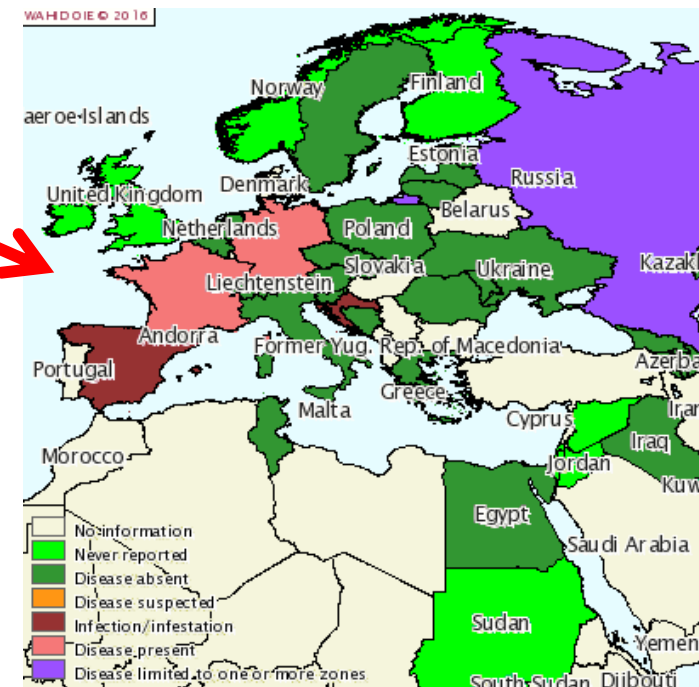 WAHID OIE © 2016
Norway
Finland
aeroe-Islands
Estonia
Russia
United Kingdom
Denmark
Belarus
Netherlands
Poland
Slovakia
Ukraine
Kazakl
Liechtenstein
Andorra
Former Yug. Rep. of Macedonia
Azerba
Portugal
Greece
Malta
Cyprus
Iran
Iraq
Morocco
Jordan
Kuw
Egypt
Saudi Arabia
No information
Never reported
Disease absent
Disease suspected
Infection/infestation
Disease present
Disease limited to one or more zones
Sudan
Yemen
South Sudan
Djibouti